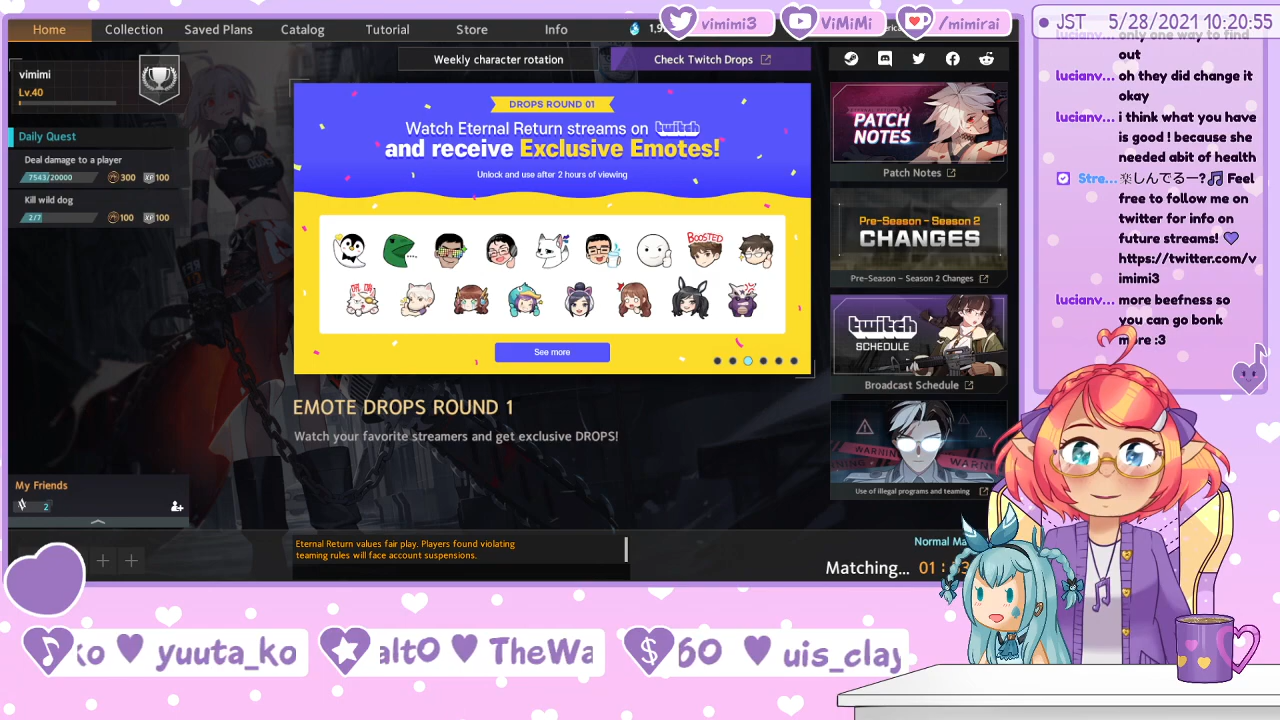 Home
Collection
Saved Plans
Catalog
Tutorial
Store
Info
vimimi3
ViMiMi
/mimirai
JST 5/28/2021 10:20:55
vimimi
Lv.40
Daily Quest
Deal damage to a player
7543/20000
300
XP 100
Kill wild dog
2/7
100
XP 100
My Friends
2
Weekly character rotation
Check Twitch Drops
DROPS ROUND 01
Watch Eternal Return streams on twitch
and receive Exclusive Emotes!
Unlock and use after 2 hours of viewing
BOOSTED
See more
EMOTE DROPS ROUND 1
Watch your favorite streamers and get exclusive DROPS!
Eternal Return values fair play. Players found violating
teaming rules will face account suspensions.
PATCH
NOTES
Patch Notes
Pre-Season - Season 2
CHANGES
Pre-Season - Season 2 Changes
twitch
SCHEDULE
Broadcast Schedule
WARNING
Use of illegal programs and teaming
Normal Ma
Matching... 01 :
lucianv... only one way to find
out
lucianv... oh they did change it
okay
lucianv... i think what you have
is good ! because she
needed abit of health
Stre... 楽しんでるー?🎵 Feel
free to follow me on
twitter for info on
future streams! 💜
https://twitter.com/v
imimi3
lucianv... more beefness so
you can go bonk
more :3
ko ♥ yuuta_ko
alt0 ♥ TheWa
$ 60 ♥ uis_clay